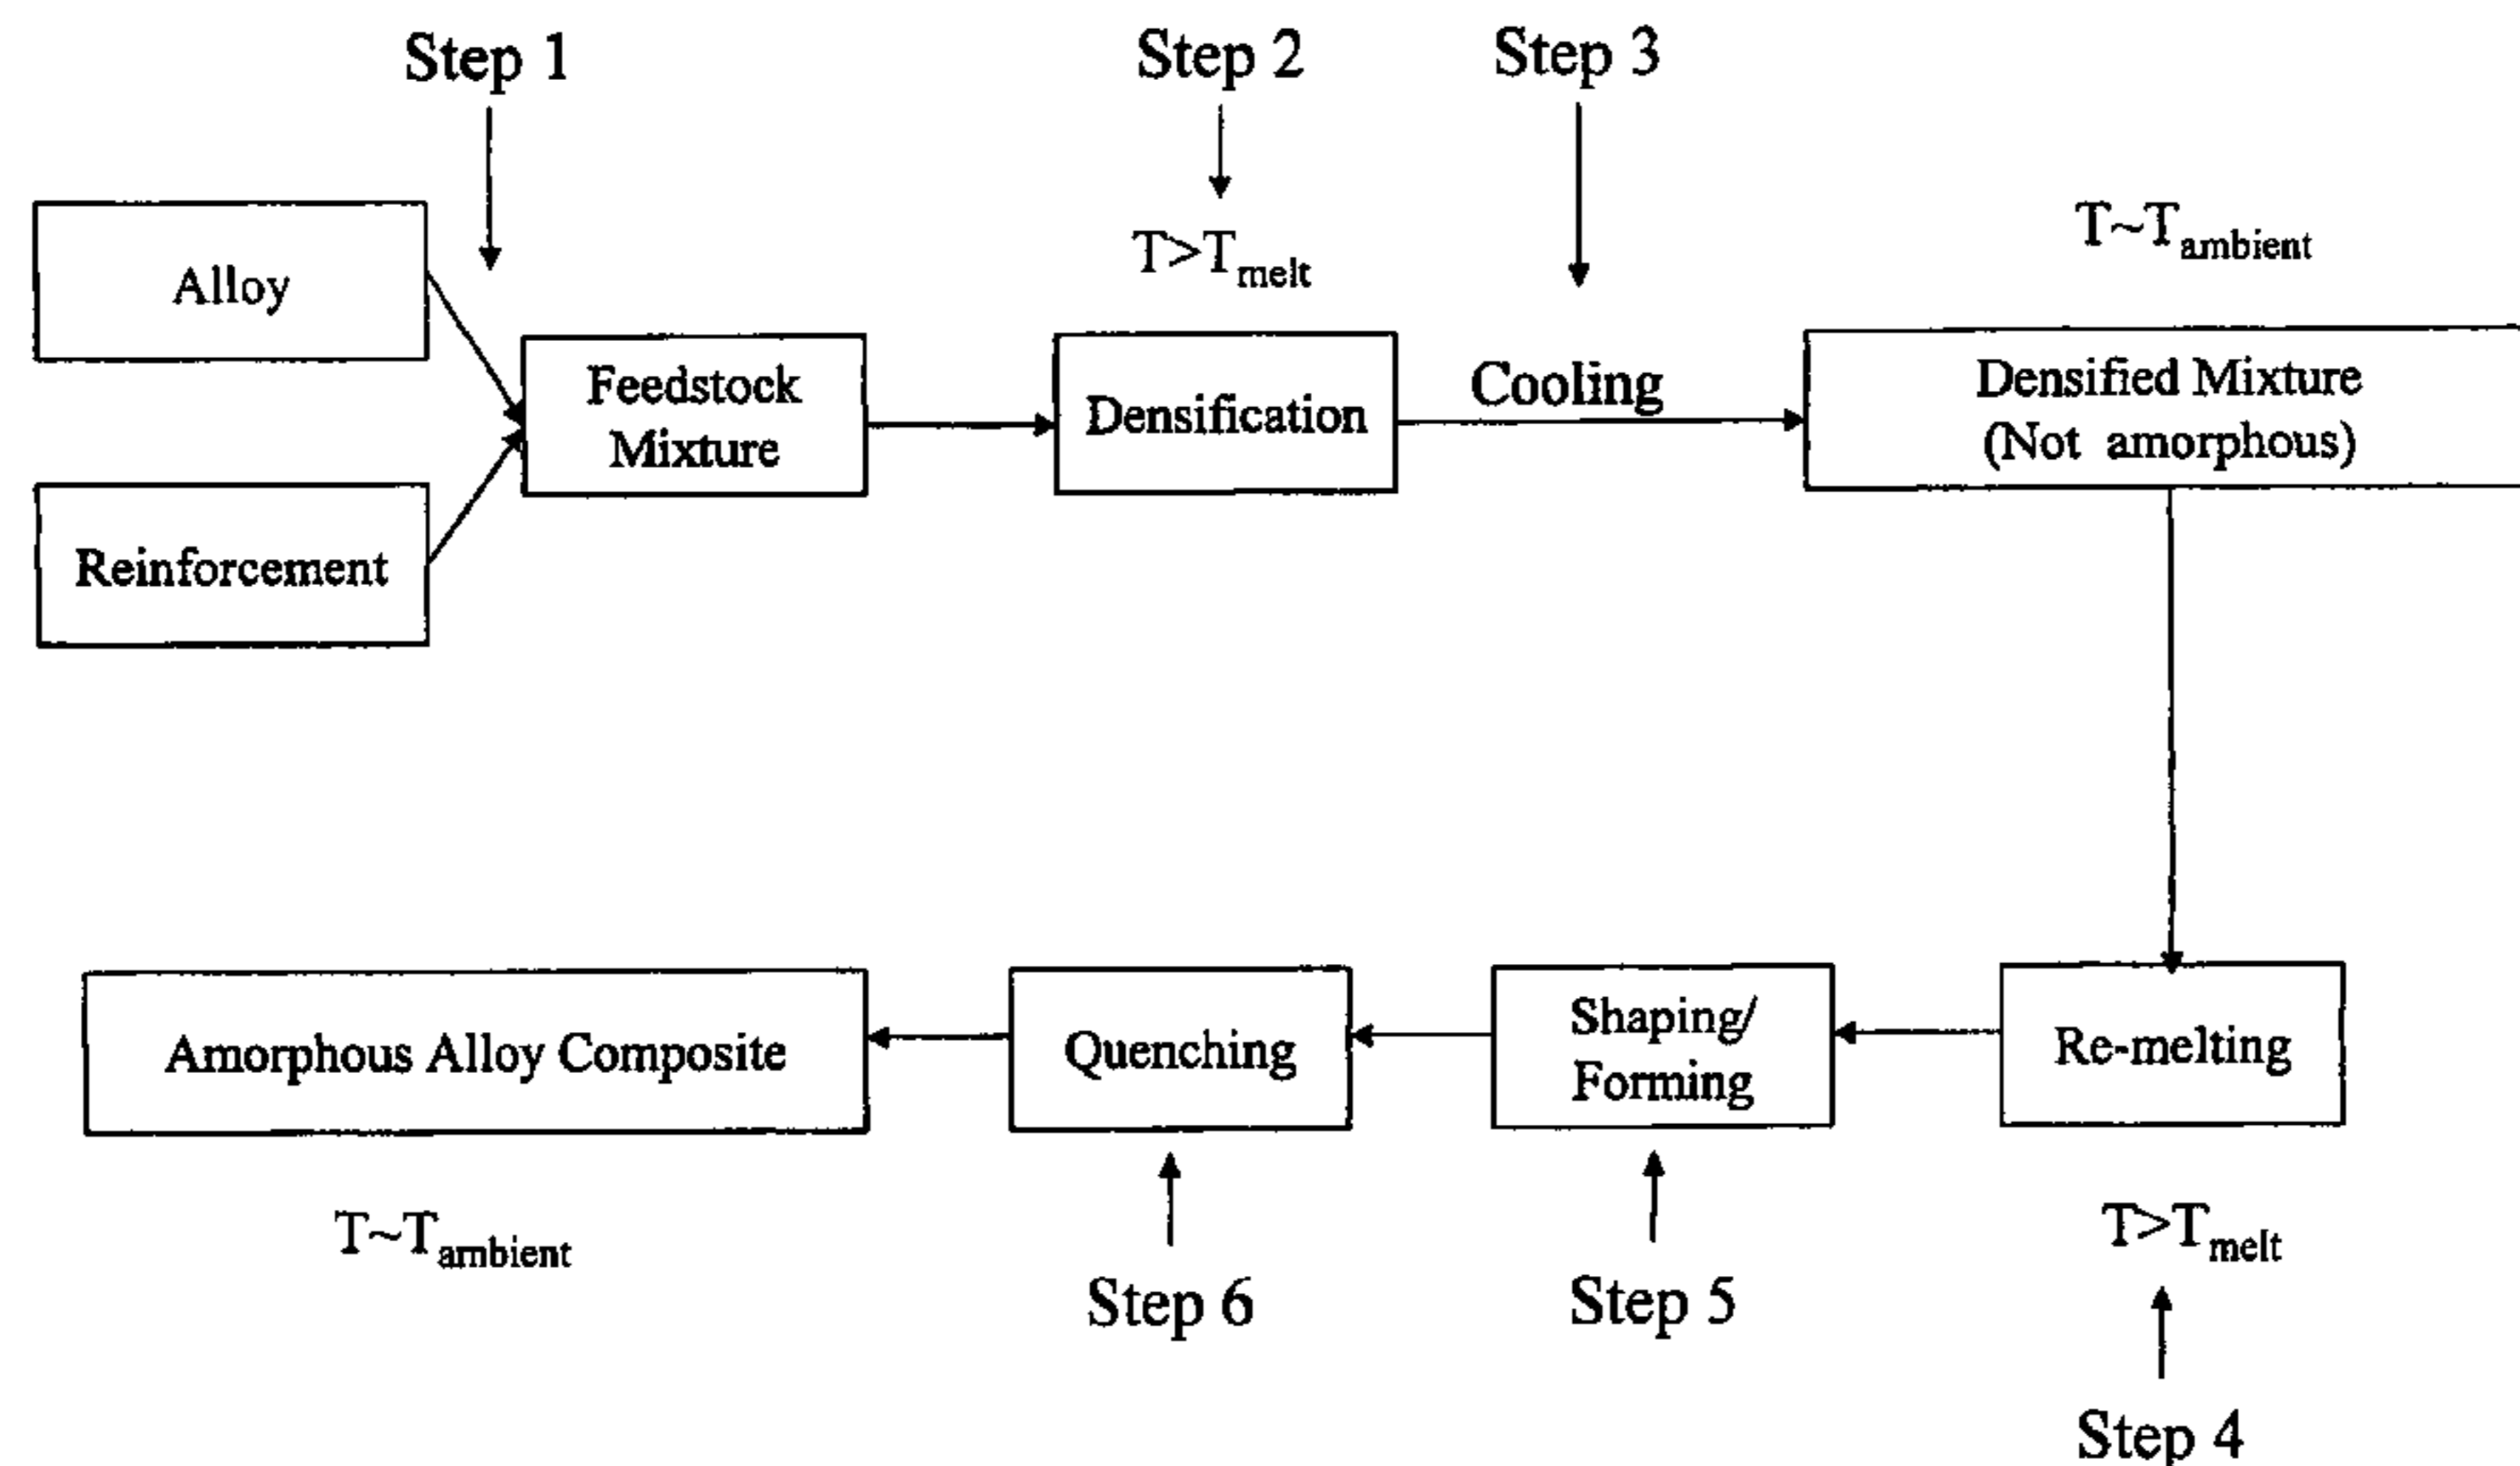 Step 1
Step 2
Step 3
T>Tmelt
T~Tambient
Alloy
Reinforcement
Feedstock
Mixture
Densification
Cooling
Densified Mixture
(Not amorphous)
Amorphous Alloy Composite
Quenching
Shaping/
Forming
Re-melting
T~Tambient
T>Tmelt
Step 6
Step 5
Step 4